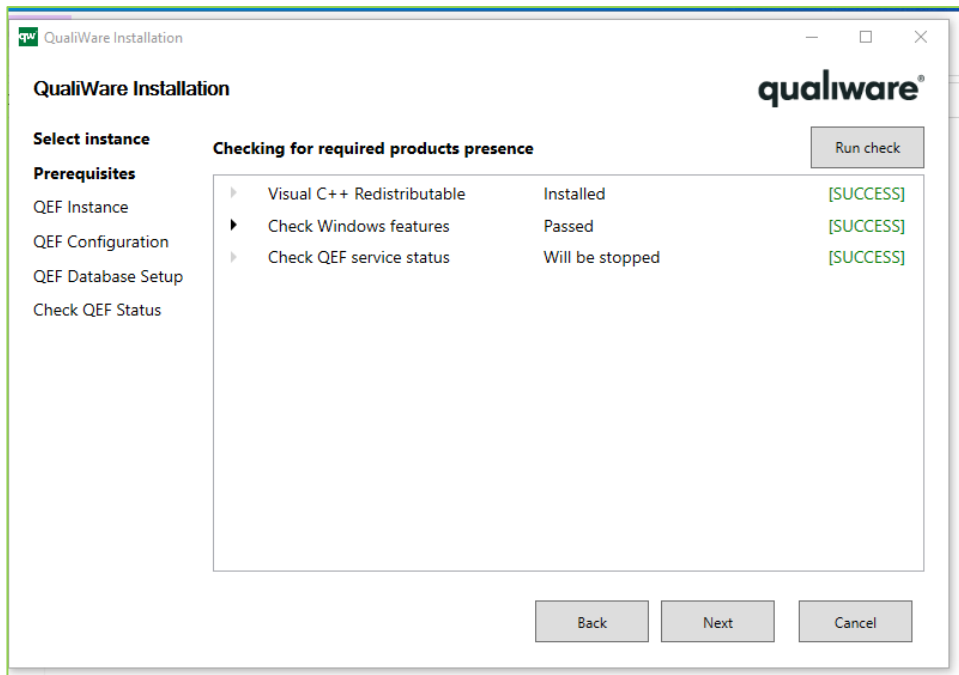 qw QualiWare Installation
QualiWare Installation
qualıware®
Select instance
Prerequisites
QEF Instance
QEF Configuration
QEF Database Setup
Check QEF Status
Checking for required products presence
Run check
Visual C++ Redistributable Installed [SUCCESS]
Check Windows features Passed [SUCCESS]
Check QEF service status Will be stopped [SUCCESS]
Back Next Cancel